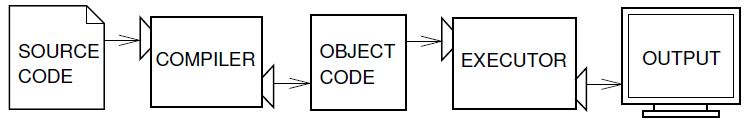 SOURCE
CODE
COMPILER
OBJECT
CODE
EXECUTOR
OUTPUT